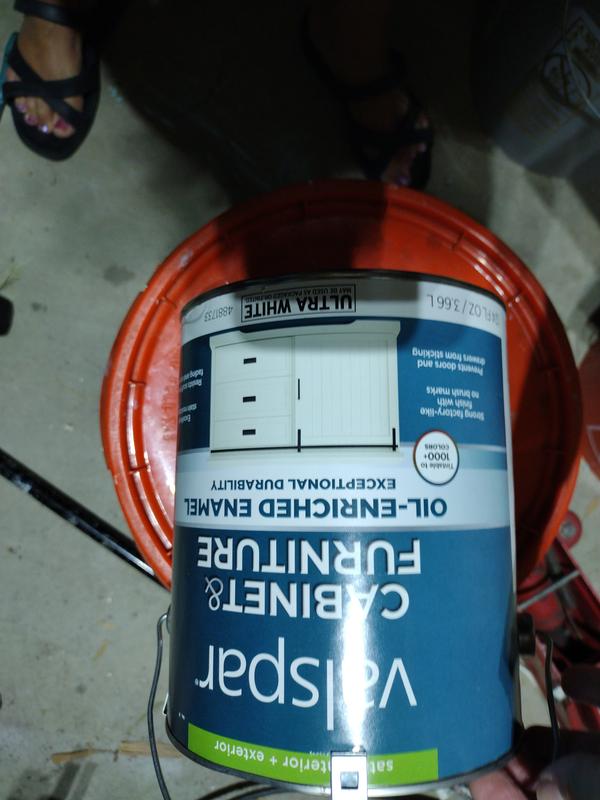 interior + exterior
valspar®
CABINET &
FURNITURE
OIL-ENRICHED ENAMEL
EXCEPTIONAL DURABILITY
Tintable to
1000+
COLORS
Strong factory-like
finish with
no brush marks
Prevents doors and
drawers from sticking
ULTRA WHITE
MAY BE USED AS PACKAGED OR TINTED
4881733
FL OZ / 3.66 L